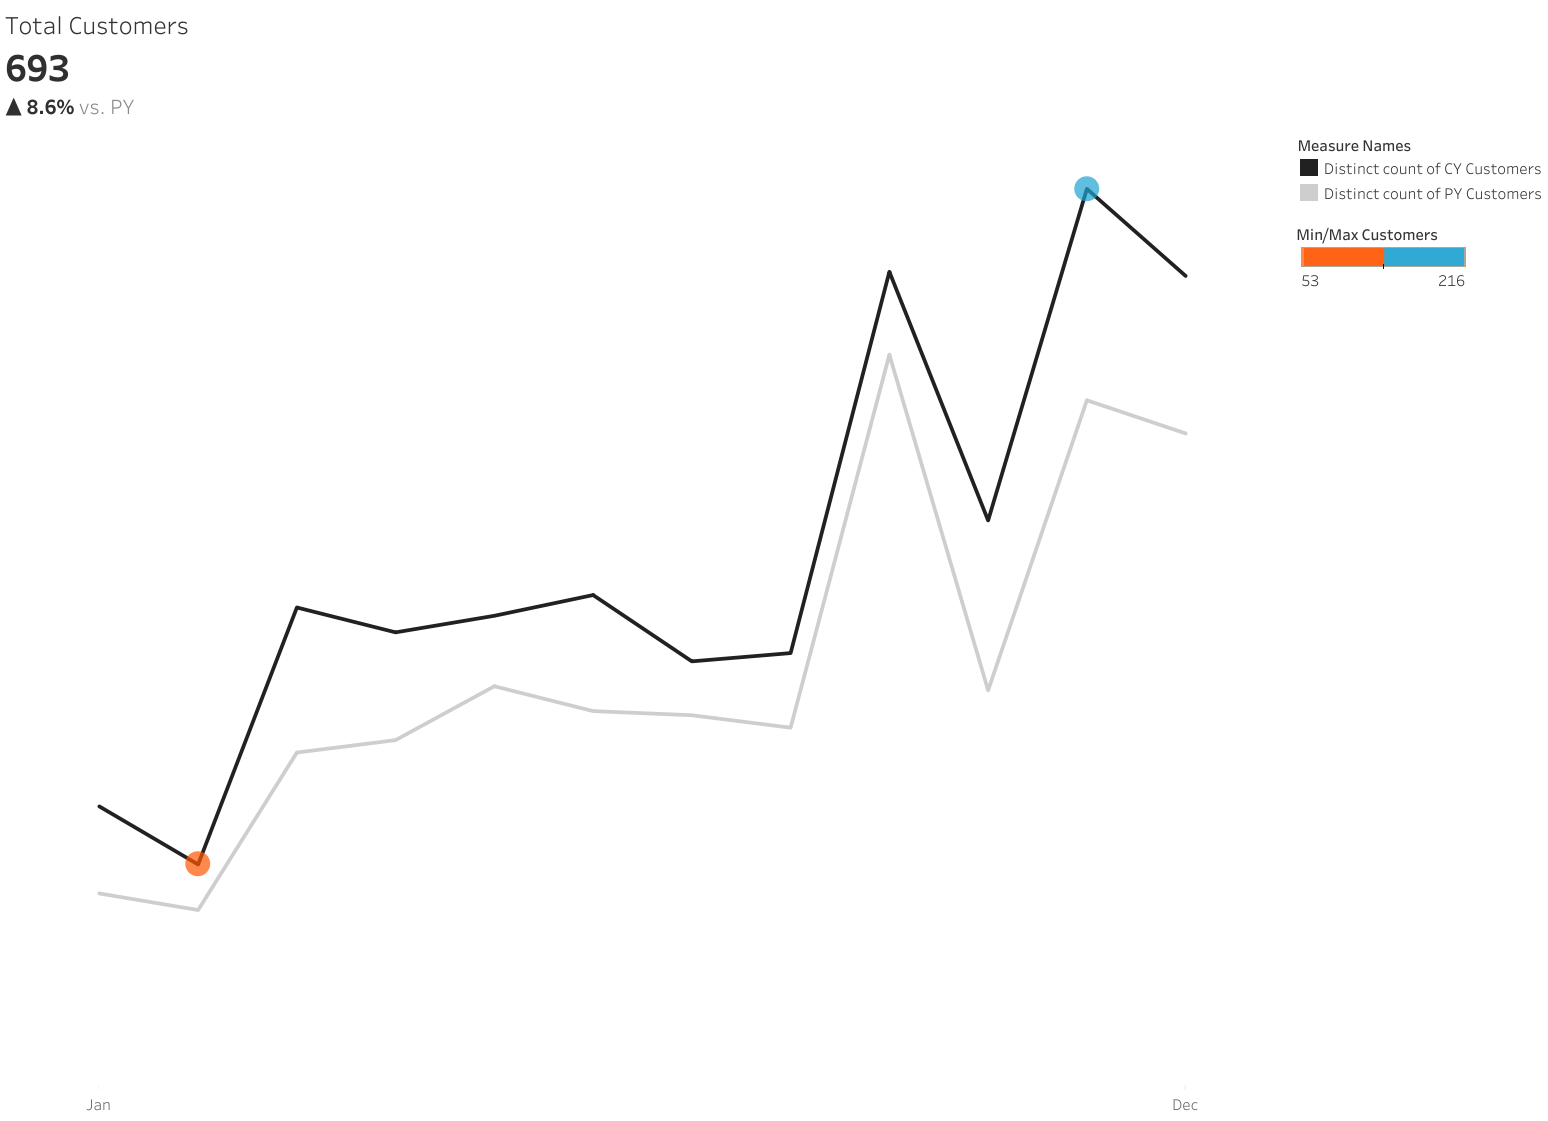 Total Customers
693
▲ 8.6% vs. PY
Measure Names
Distinct count of CY Customers
Distinct count of PY Customers
Min/Max Customers
53 216
Jan Dec